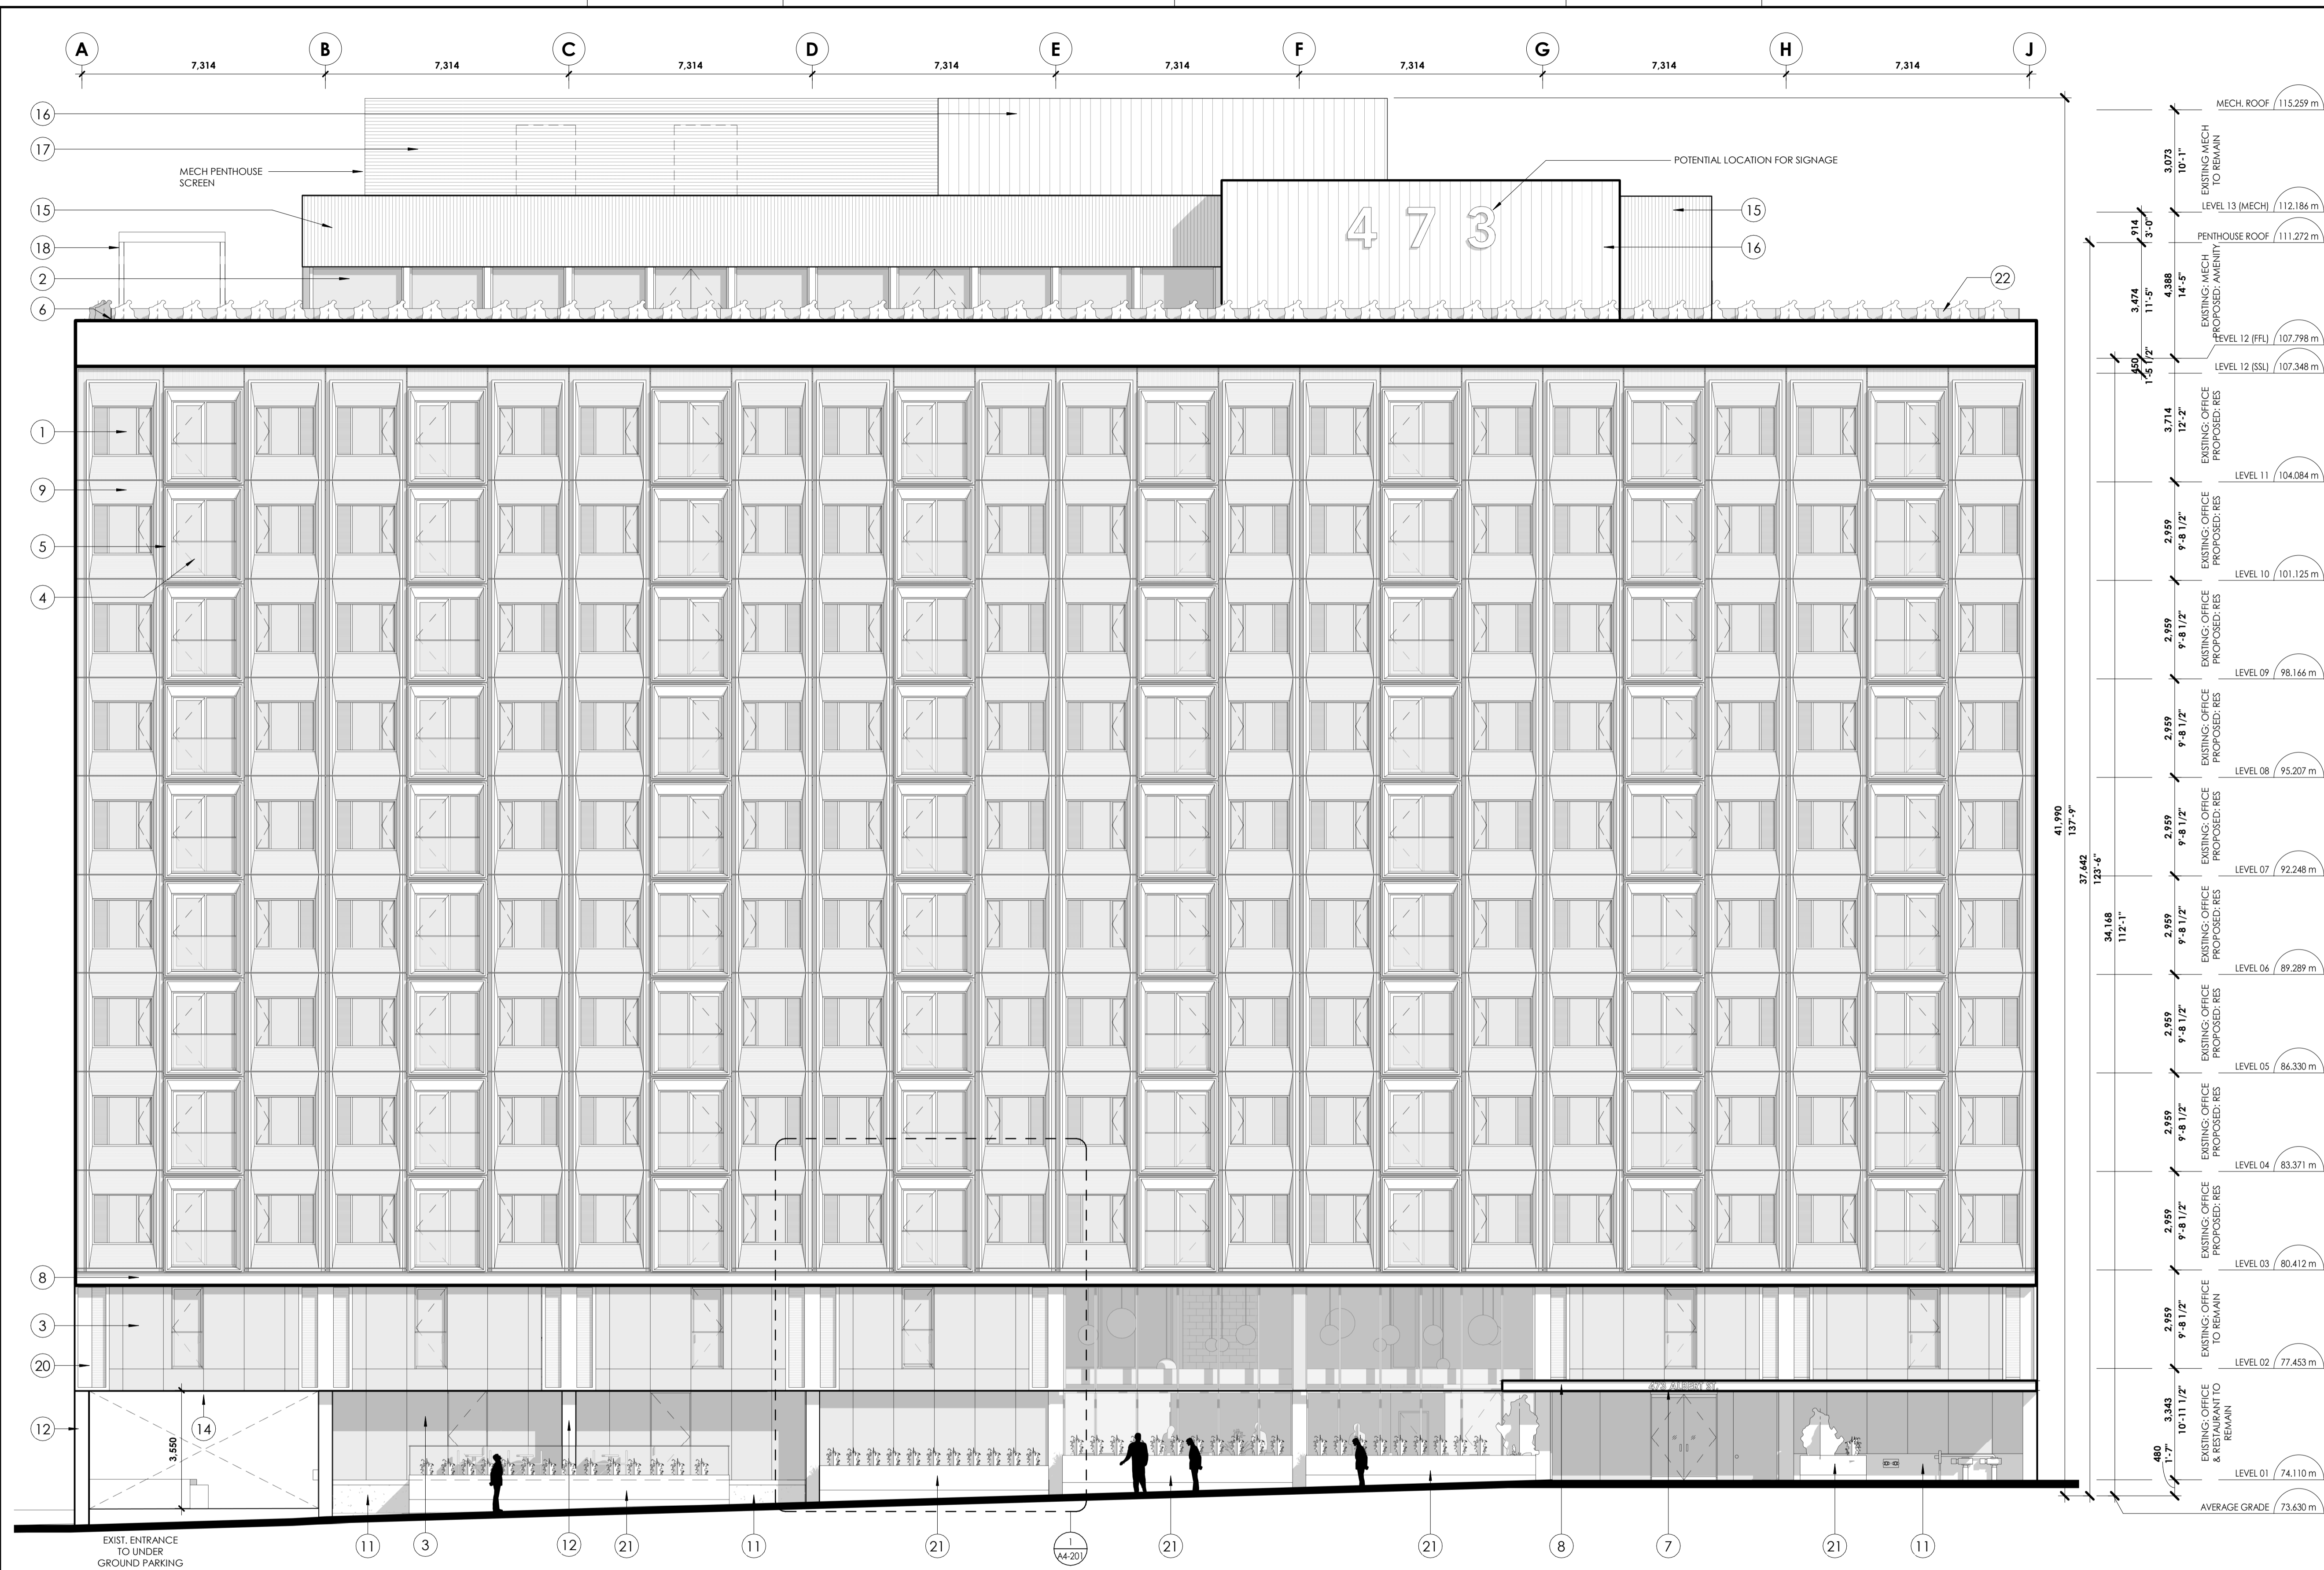 A B C D E F G H J
7,314 7,314 7,314 7,314 7,314 7,314 7,314 7,314
16
17
MECH PENTHOUSE
SCREEN
15
18
2
6
1
9
5
4
8
3
20
12
POTENTIAL LOCATION FOR SIGNAGE
473
15
16
22
473 ALBERT ST.
14
3,550
EXIST. ENTRANCE
TO UNDER
GROUND PARKING
11 3 12 21 11 21
1
A4-201
21 21 8 7 21 11
41,990
137'-9"
37,642
123'-6"
34,168
112'-1"
MECH. ROOF 115.259 m
3,073
10'-1"
EXISTING MECH
TO REMAIN
LEVEL 13 (MECH) 112.186 m
914
3'-0"
PENTHOUSE ROOF 111.272 m
3,474
11'-5"
4,388
14'-5"
EXISTING: MECH
PROPOSED: AMENITY
LEVEL 12 (FFL) 107.798 m
450
1'-5 1/2"
LEVEL 12 (SSL) 107.348 m
3,714
12'-2"
EXISTING: OFFICE
PROPOSED: RES
LEVEL 11 104.084 m
2,959
9'-8 1/2"
EXISTING: OFFICE
PROPOSED: RES
LEVEL 10 101.125 m
2,959
9'-8 1/2"
EXISTING: OFFICE
PROPOSED: RES
LEVEL 09 98.166 m
2,959
9'-8 1/2"
EXISTING: OFFICE
PROPOSED: RES
LEVEL 08 95.207 m
2,959
9'-8 1/2"
EXISTING: OFFICE
PROPOSED: RES
LEVEL 07 92.248 m
2,959
9'-8 1/2"
EXISTING: OFFICE
PROPOSED: RES
LEVEL 06 89.289 m
2,959
9'-8 1/2"
EXISTING: OFFICE
PROPOSED: RES
LEVEL 05 86.330 m
2,959
9'-8 1/2"
EXISTING: OFFICE
PROPOSED: RES
LEVEL 04 83.371 m
2,959
9'-8 1/2"
EXISTING: OFFICE
PROPOSED: RES
LEVEL 03 80.412 m
2,959
9'-8 1/2"
EXISTING: OFFICE
TO REMAIN
LEVEL 02 77.453 m
3,343
10'-11 1/2"
EXISTING: OFFICE
& RESTAURANT TO
REMAIN
LEVEL 01 74.110 m
480
1'-7"
AVERAGE GRADE 73.630 m